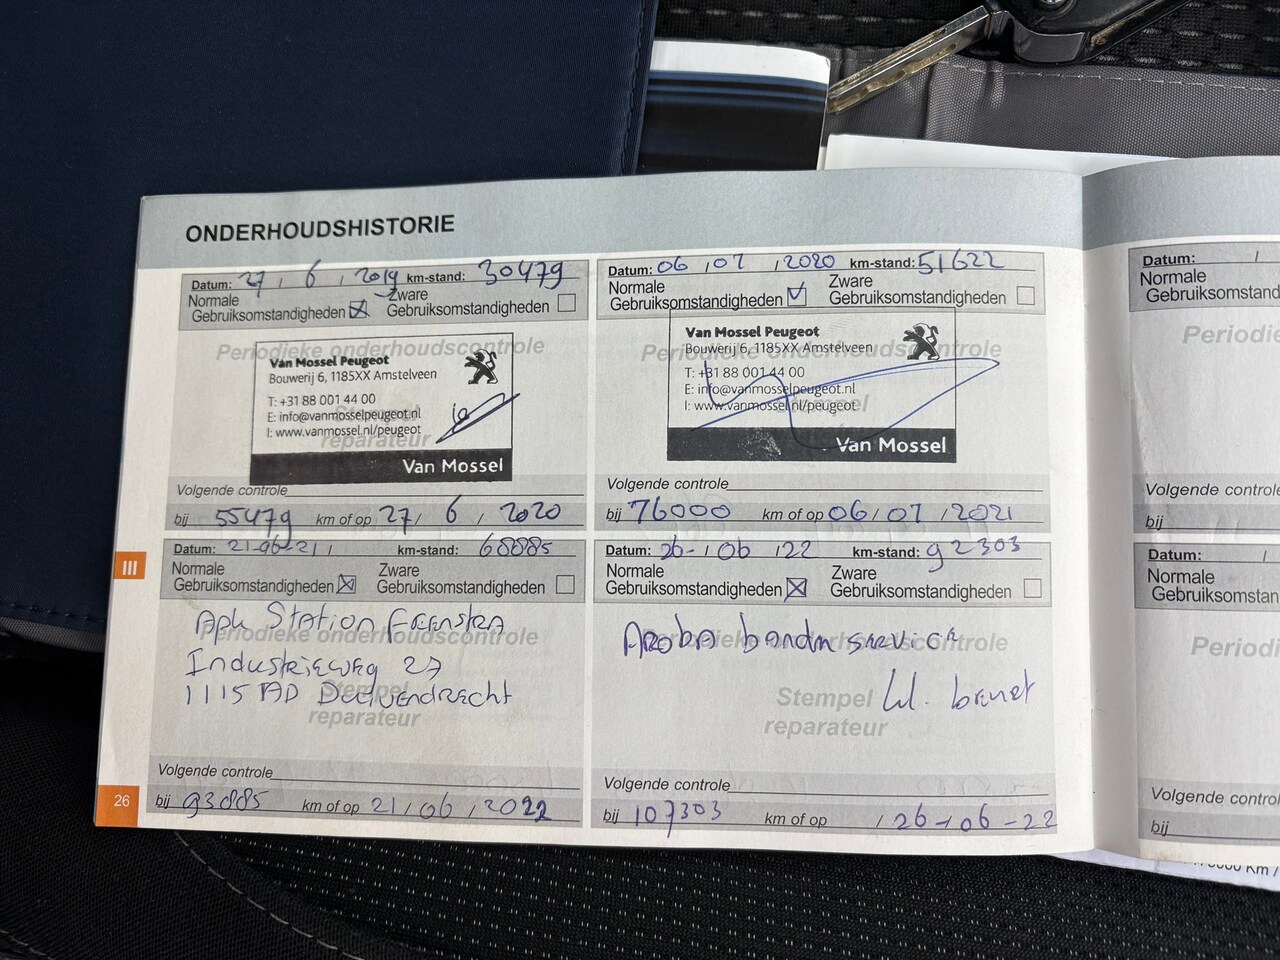 ONDERHOUDSHISTORIE
Datum: 27 / 6 / 2019 km-stand: 30479
Normale
Gebruiksomstandigheden
Zware
Gebruiksomstandigheden
Periodieke onderhoudscontrole
Van Mossel Peugeot
Bouwerij 6, 1185XX Amstelveen
T: +31 88 001 44 00
E: info@vanmosselpeugeot.nl
I: www.vanmossel.nl/peugeot
Stempel
reparateur
Van Mossel
Volgende controle
bij 55479 km of op 27 / 6 / 2020
Datum: 06 / 07 / 2020 km-stand: 51622
Normale
Gebruiksomstandigheden
Zware
Gebruiksomstandigheden
Periodieke onderhoudscontrole
Van Mossel Peugeot
Bouwerij 6, 1185XX Amstelveen
T: +31 88 001 44 00
E: info@vanmosselpeugeot.nl
I: www.vanmossel.nl/peugeot
Van Mossel
Volgende controle
bij 76000 km of op 06 / 07 / 2021
III
Datum: 21-06-21 / km-stand: 68885
Normale
Gebruiksomstandigheden
Zware
Gebruiksomstandigheden
Periodieke onderhoudscontrole
Apk Station Feenstra
Industrieweg 27
1115 AD Duivendrecht
Stempel
reparateur
Volgende controle
bij 93885 km of op 21 / 06 / 2022
Datum: 26-/ 06 / 22 km-stand: 92303
Normale
Gebruiksomstandigheden
Zware
Gebruiksomstandigheden
Periodieke onderhoudscontrole
Aroba banden service
Stempel
reparateur
Volgende controle
bij 107303 km of op / 26-06-22
26
Datum: /
Normale
Gebruiksomstandigheden
Periodi
Volgende controle
bij
Datum: /
Normale
Gebruiksomstandigheden
Periodi
Volgende controle
bij